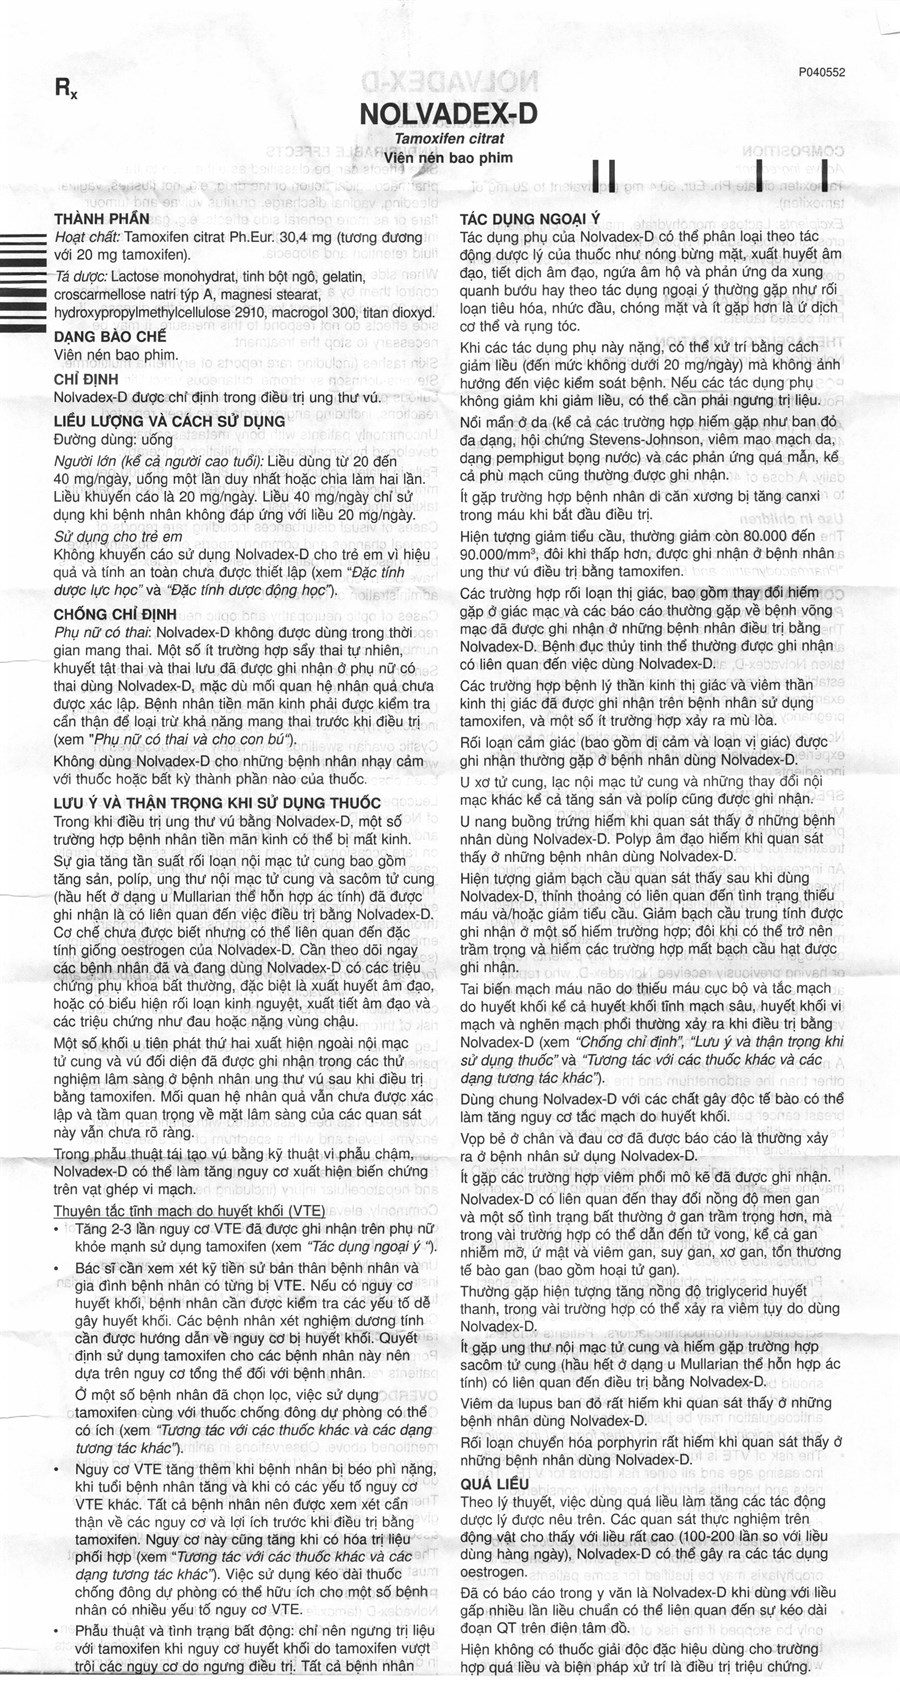 P040552
Rx
NOLVADEX-D
Tamoxifen citrat
Viên nén bao phim
THÀNH PHẦN
Hoạt chất: Tamoxifen citrat Ph.Eur. 30,4 mg (tương đương
với 20 mg tamoxifen).
Tá dược: Lactose monohydrat, tinh bột ngô, gelatin,
croscarmellose natri týp A, magnesi stearat,
hydroxypropylmethylcellulose 2910, macrogol 300, titan dioxyd.
DẠNG BÀO CHẾ
Viên nén bao phim.
CHỈ ĐỊNH
Nolvadex-D được chỉ định trong điều trị ung thư vú.
LIỀU LƯỢNG VÀ CÁCH SỬ DỤNG
Đường dùng: uống
Người lớn (kể cả người cao tuổi): Liều dùng từ 20 đến
40 mg/ngày, uống một lần duy nhất hoặc chia làm hai lần.
Liều khuyến cáo là 20 mg/ngày. Liều 40 mg/ngày chỉ sử
dụng khi bệnh nhân không đáp ứng với liều 20 mg/ngày.
Sử dụng cho trẻ em
Không khuyến cáo sử dụng Nolvadex-D cho trẻ em vì hiệu
quả và tính an toàn chưa được thiết lập (xem “Đặc tính
dược lực học” và “Đặc tính dược động học”).
CHỐNG CHỈ ĐỊNH
Phụ nữ có thai: Nolvadex-D không được dùng trong thời
gian mang thai. Một số ít trường hợp sẩy thai tự nhiên,
khuyết tật thai và thai lưu đã được ghi nhận ở phụ nữ có
thai dùng Nolvadex-D, mặc dù mối quan hệ nhân quả chưa
được xác lập. Bệnh nhân tiền mãn kinh phải được kiểm tra
cẩn thận để loại trừ khả năng mang thai trước khi điều trị
(xem "Phụ nữ có thai và cho con bú“).
Không dùng Nolvadex-D cho những bệnh nhân nhạy cảm
với thuốc hoặc bất kỳ thành phần nào của thuốc.
LƯU Ý VÀ THẬN TRỌNG KHI SỬ DỤNG THUỐC
Trong khi điều trị ung thư vú bằng Nolvadex-D, một số
trường hợp bệnh nhân tiền mãn kinh có thể bị mất kinh.
Sự gia tăng tần suất rối loạn nội mạc tử cung bao gồm
tăng sản, políp, ung thư nội mạc tử cung và sacôm tử cung
(hầu hết ở dạng u Mullarian thể hỗn hợp ác tính) đã được
ghi nhận là có liên quan đến việc điều trị bằng Nolvadex-D.
Cơ chế chưa được biết nhưng có thể liên quan đến đặc
tính giống oestrogen của Nolvadex-D. Cần theo dõi ngay
các bệnh nhân đã và đang dùng Nolvadex-D có các triệu
chứng phụ khoa bất thường, đặc biệt là xuất huyết âm đạo,
hoặc có biểu hiện rối loạn kinh nguyệt, xuất tiết âm đạo và
các triệu chứng như đau hoặc nặng vùng chậu.
Một số khối u tiên phát thứ hai xuất hiện ngoài nội mạc
tử cung và vú đối diện đã được ghi nhận trong các thử
nghiệm lâm sàng ở bệnh nhân ung thư vú sau khi điều trị
bằng tamoxifen. Mối quan hệ nhân quả vẫn chưa được xác
lập và tầm quan trọng về mặt lâm sàng của các quan sát
này vẫn chưa rõ ràng.
Trong phẫu thuật tái tạo vú bằng kỹ thuật vi phẫu chậm,
Nolvadex-D có thể làm tăng nguy cơ xuất hiện biến chứng
trên vạt ghép vi mạch.
Thuyên tắc tĩnh mạch do huyết khối (VTE)
• Tăng 2-3 lần nguy cơ VTE đã được ghi nhận trên phụ nữ
khỏe mạnh sử dụng tamoxifen (xem “Tác dụng ngoại ý “).
• Bác sĩ cần xem xét kỹ tiền sử bản thân bệnh nhân và
gia đình bệnh nhân có từng bị VTE. Nếu có nguy cơ
huyết khối, bệnh nhân cần được kiểm tra các yếu tố dễ
gây huyết khối. Các bệnh nhân xét nghiệm dương tính
cần được hướng dẫn về nguy cơ bị huyết khối. Quyết
định sử dụng tamoxifen cho các bệnh nhân này nên
dựa trên nguy cơ tổng thể đối với bệnh nhân.
Ở một số bệnh nhân đã chọn lọc, việc sử dụng
tamoxifen cùng với thuốc chống đông dự phòng có thể
có ích (xem “Tương tác với các thuốc khác và các dạng
tương tác khác”).
• Nguy cơ VTE tăng thêm khi bệnh nhân bị béo phì nặng,
khi tuổi bệnh nhân tăng và khi có các yếu tố nguy cơ
VTE khác. Tất cả bệnh nhân nên được xem xét cẩn
thận về các nguy cơ và lợi ích trước khi điều trị bằng
tamoxifen. Nguy cơ này cũng tăng khi có hóa trị liệu
phối hợp (xem “Tương tác với các thuốc khác và các
dạng tương tác khác”). Việc sử dụng kéo dài thuốc
chống đông dự phòng có thể hữu ích cho một số bệnh
nhân có nhiều yếu tố nguy cơ VTE.
• Phẫu thuật và tình trạng bất động: chỉ nên ngưng trị liệu
với tamoxifen khi nguy cơ huyết khối do tamoxifen vượt
trội các nguy cơ do ngưng điều trị. Tất cả bệnh nhân
TÁC DỤNG NGOẠI Ý
Tác dụng phụ của Nolvadex-D có thể phân loại theo tác
động dược lý của thuốc như nóng bừng mặt, xuất huyết âm
đạo, tiết dịch âm đạo, ngứa âm hộ và phản ứng da xung
quanh bướu hay theo tác dụng ngoại ý thường gặp như rối
loạn tiêu hóa, nhức đầu, chóng mặt và ít gặp hơn là ứ dịch
cơ thể và rụng tóc.
Khi các tác dụng phụ này nặng, có thể xử trí bằng cách
giảm liều (đến mức không dưới 20 mg/ngày) mà không ảnh
hưởng đến việc kiểm soát bệnh. Nếu các tác dụng phụ
không giảm khi giảm liều, có thể cần phải ngưng trị liệu.
Nổi mẩn ở da (kể cả các trường hợp hiếm gặp như ban đỏ
đa dạng, hội chứng Stevens-Johnson, viêm mao mạch da,
dạng pemphigut bọng nước) và các phản ứng quá mẫn, kể
cả phù mạch cũng thường được ghi nhận.
Ít gặp trường hợp bệnh nhân di căn xương bị tăng canxi
trong máu khi bắt đầu điều trị.
Hiện tượng giảm tiểu cầu, thường giảm còn 80.000 đến
90.000/mm³, đôi khi thấp hơn, được ghi nhận ở bệnh nhân
ung thư vú điều trị bằng tamoxifen.
Các trường hợp rối loạn thị giác, bao gồm thay đổi hiếm
gặp ở giác mạc và các báo cáo thường gặp về bệnh võng
mạc đã được ghi nhận ở những bệnh nhân điều trị bằng
Nolvadex-D. Bệnh đục thủy tinh thể thường được ghi nhận
có liên quan đến việc dùng Nolvadex-D.
Các trường hợp bệnh lý thần kinh thị giác và viêm thần
kinh thị giác đã được ghi nhận trên bệnh nhân sử dụng
tamoxifen, và một số ít trường hợp xảy ra mù lòa.
Rối loạn cảm giác (bao gồm dị cảm và loạn vị giác) được
ghi nhận thường gặp ở bệnh nhân dùng Nolvadex-D.
U xơ tử cung, lạc nội mạc tử cung và những thay đổi nội
mạc khác kể cả tăng sản và políp cũng được ghi nhận.
U nang buồng trứng hiếm khi quan sát thấy ở những bệnh
nhân dùng Nolvadex-D. Polyp âm đạo hiếm khi quan sát
thấy ở những bệnh nhân dùng Nolvadex-D.
Hiện tượng giảm bạch cầu quan sát thấy sau khi dùng
Nolvadex-D, thỉnh thoảng có liên quan đến tình trạng thiếu
máu và/hoặc giảm tiểu cầu. Giảm bạch cầu trung tính được
ghi nhận ở một số hiếm trường hợp; đôi khi có thể trở nên
trầm trọng và hiếm các trường hợp mất bạch cầu hạt được
ghi nhận.
Tai biến mạch máu não do thiếu máu cục bộ và tắc mạch
do huyết khối kể cả huyết khối tĩnh mạch sâu, huyết khối vi
mạch và nghẽn mạch phổi thường xảy ra khi điều trị bằng
Nolvadex-D (xem “Chống chỉ định”, “Lưu ý và thận trọng khi
sử dụng thuốc” và “Tương tác với các thuốc khác và các
dạng tương tác khác”).
Dùng chung Nolvadex-D với các chất gây độc tế bào có thể
làm tăng nguy cơ tắc mạch do huyết khối.
Vọp bẻ ở chân và đau cơ đã được báo cáo là thường xảy
ra ở bệnh nhân sử dụng Nolvadex-D.
Ít gặp các trường hợp viêm phổi mô kẽ đã được ghi nhận.
Nolvadex-D có liên quan đến thay đổi nồng độ men gan
và một số tình trạng bất thường ở gan trầm trọng hơn, mà
trong vài trường hợp có thể dẫn đến tử vong, kể cả gan
nhiễm mỡ, ứ mật và viêm gan, suy gan, xơ gan, tổn thương
tế bào gan (bao gồm hoại tử gan).
Thường gặp hiện tượng tăng nồng độ triglycerid huyết
thanh, trong vài trường hợp có thể xảy ra viêm tụy do dùng
Nolvadex-D.
Ít gặp ung thư nội mạc tử cung và hiếm gặp trường hợp
sacôm tử cung (hầu hết ở dạng u Mullarian thể hỗn hợp ác
tính) có liên quan đến điều trị bằng Nolvadex-D.
Viêm da lupus ban đỏ rất hiếm khi quan sát thấy ở những
bệnh nhân dùng Nolvadex-D.
Rối loạn chuyển hóa porphyrin rất hiếm khi quan sát thấy ở
những bệnh nhân dùng Nolvadex-D.
QUÁ LIỀU
Theo lý thuyết, việc dùng quá liều làm tăng các tác động
dược lý được nêu trên. Các quan sát thực nghiệm trên
động vật cho thấy với liều rất cao (100-200 lần so với liều
dùng hàng ngày), Nolvadex-D có thể gây ra các tác dụng
oestrogen.
Đã có báo cáo trong y văn là Nolvadex-D khi dùng với liều
gấp nhiều lần liều chuẩn có thể liên quan đến sự kéo dài
đoạn QT trên điện tâm đồ.
Hiện không có thuốc giải độc đặc hiệu dùng cho trường
hợp quá liều và biện pháp xử trí là điều trị triệu chứng.